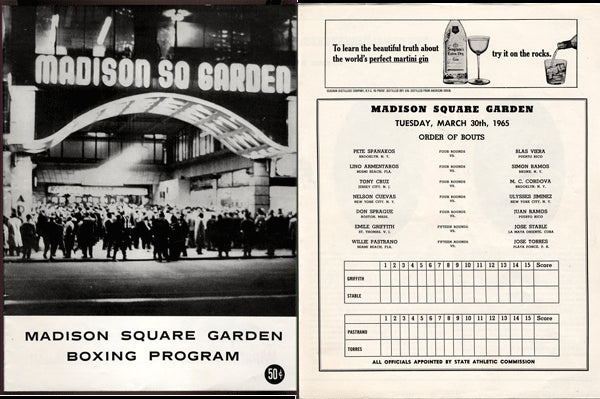 MADISON SQ GARDEN
MADISON SQUARE GARDEN
BOXING PROGRAM
50¢
To learn the beautiful truth about
the world's perfect martini gin
Seagram's
Extra Dry
Gin
try it on the rocks.
MADISON SQUARE GARDEN
TUESDAY, MARCH 30th, 1965
ORDER OF BOUTS
PETE SPANAKOS FOUR ROUNDS BLAS VIERA
BROOKLYN, N. Y. VS. PUERTO RICO
LINO ARMENTAROS FOUR ROUNDS SIMON RAMOS
MIAMI BEACH, FLA. VS. BRONX, N. Y.
TONY CRUZ FOUR ROUNDS M. C. CORDOVA
JERSEY CITY, N. J. VS. BROOKLYN, N. Y.
NELSON CUEVAS FOUR ROUNDS ULYSSES JIMINEZ
NEW YORK CITY, N. Y. VS. NEW YORK CITY, N. Y.
DON SPRAGUE FOUR ROUNDS JUAN RAMOS
BOSTON, MASS. VS. PUERTO RICO
EMILE GRIFFITH FIFTEEN ROUNDS JOSE STABLE
ST. THOMAS, V. I. VS. LA MAYA ORIENTE, CUBA
WILLIE PASTRANO FIFTEEN ROUNDS JOSE TORRES
MIAMI BEACH, FLA. VS. PLAYA PONCE, P. R.
1 2 3 4 5 6 7 8 9 10 11 12 13 14 15 Score
GRIFFITH
STABLE
1 2 3 4 5 6 7 8 9 10 11 12 13 14 15 Score
PASTRANO
TORRES
ALL OFFICIALS APPOINTED BY STATE ATHLETIC COMMISSION